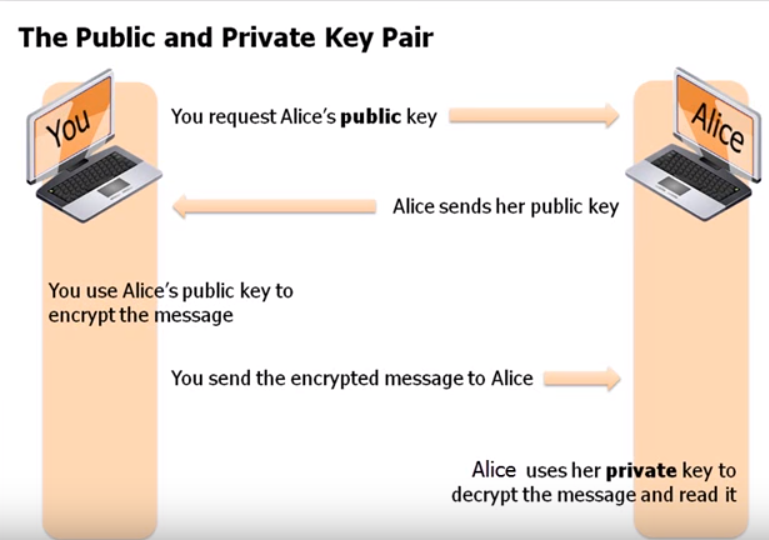 The Public and Private Key Pair
You
Alice
You request Alice's public key
Alice sends her public key
You use Alice's public key to
encrypt the message
You send the encrypted message to Alice
Alice uses her private key to
decrypt the message and read it